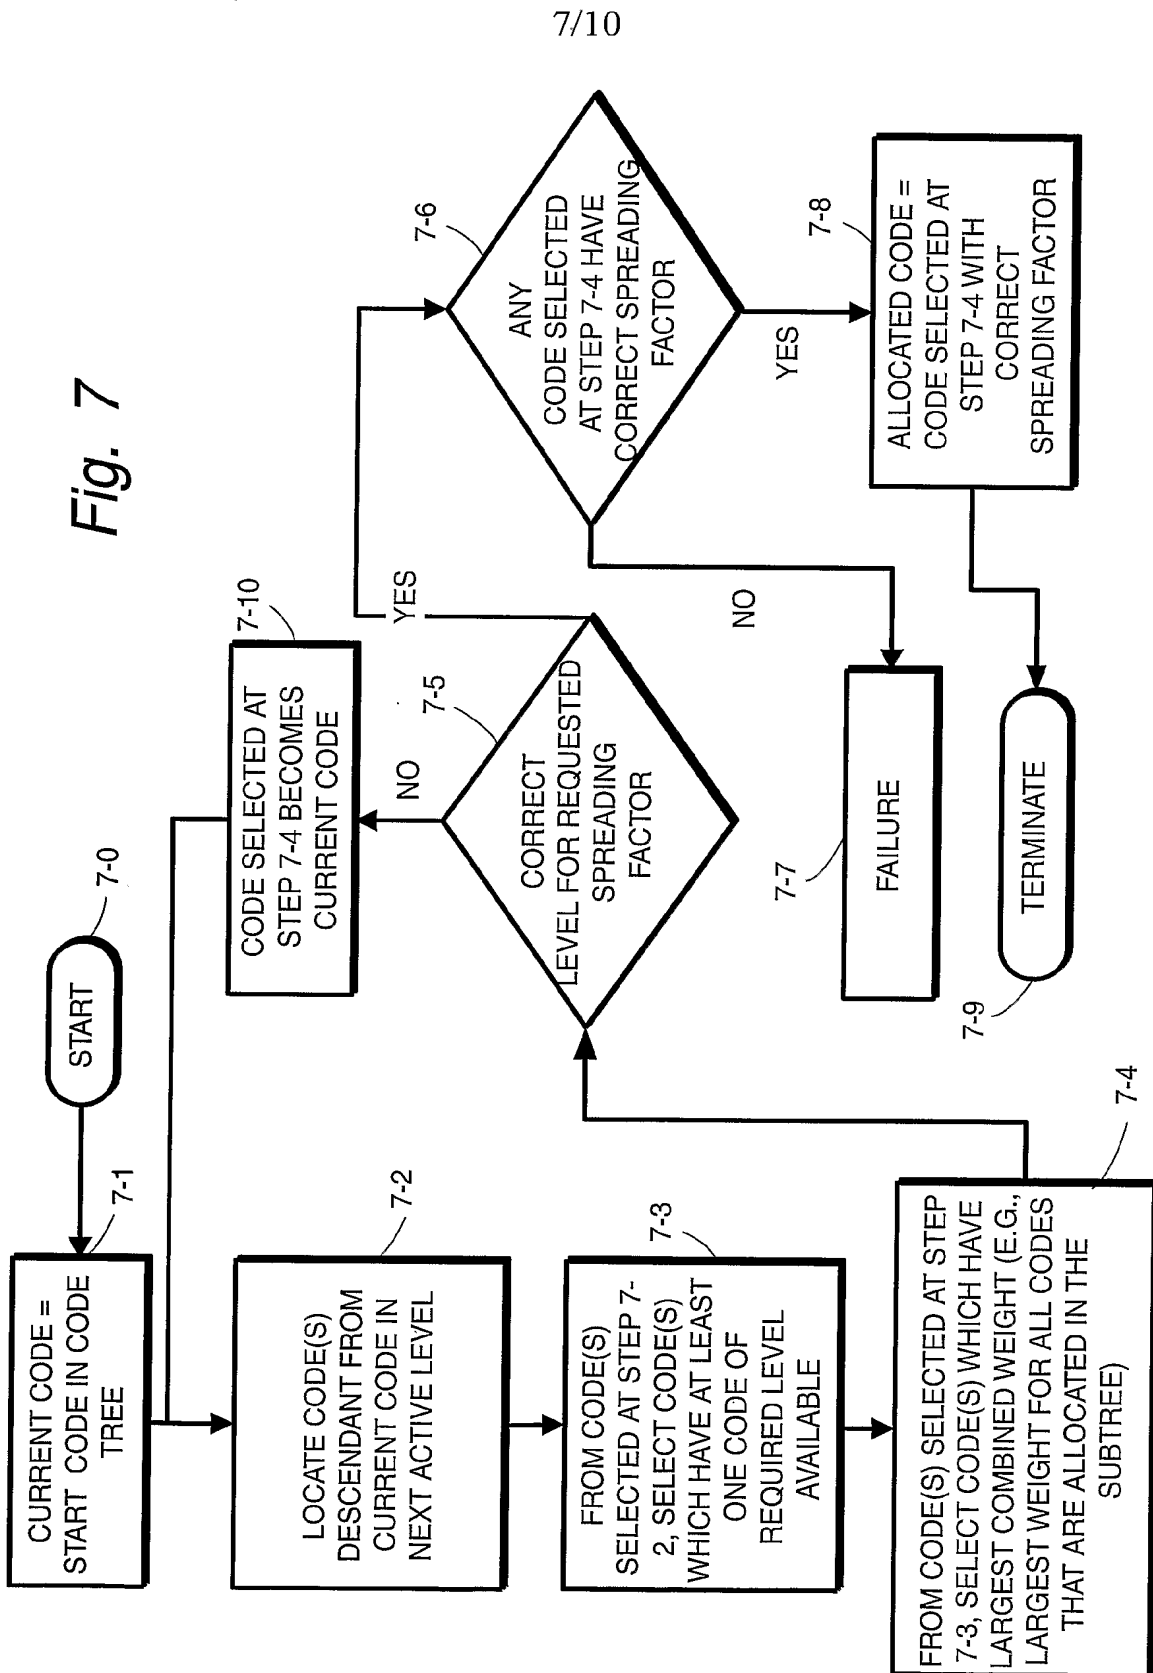 7/10
Fig. 7
START
7-0
CURRENT CODE =
START CODE IN CODE
TREE
7-1
LOCATE CODE(S)
DESCENDANT FROM
CURRENT CODE IN
NEXT ACTIVE LEVEL
7-2
FROM CODE(S)
SELECTED AT STEP 7-
2, SELECT CODE(S)
WHICH HAVE AT LEAST
ONE CODE OF
REQUIRED LEVEL
AVAILABLE
7-3
FROM CODE(S) SELECTED AT STEP
7-3, SELECT CODE(S) WHICH HAVE
LARGEST COMBINED WEIGHT (E.G.,
LARGEST WEIGHT FOR ALL CODES
THAT ARE ALLOCATED IN THE
SUBTREE)
7-4
CORRECT
LEVEL FOR REQUESTED
SPREADING
FACTOR
7-5
NO
YES
CODE SELECTED AT
STEP 7-4 BECOMES
CURRENT CODE
7-10
ANY
CODE SELECTED
AT STEP 7-4 HAVE
CORRECT SPREADING
FACTOR
7-6
NO
YES
FAILURE
7-7
ALLOCATED CODE =
CODE SELECTED AT
STEP 7-4 WITH
CORRECT
SPREADING FACTOR
7-8
TERMINATE
7-9